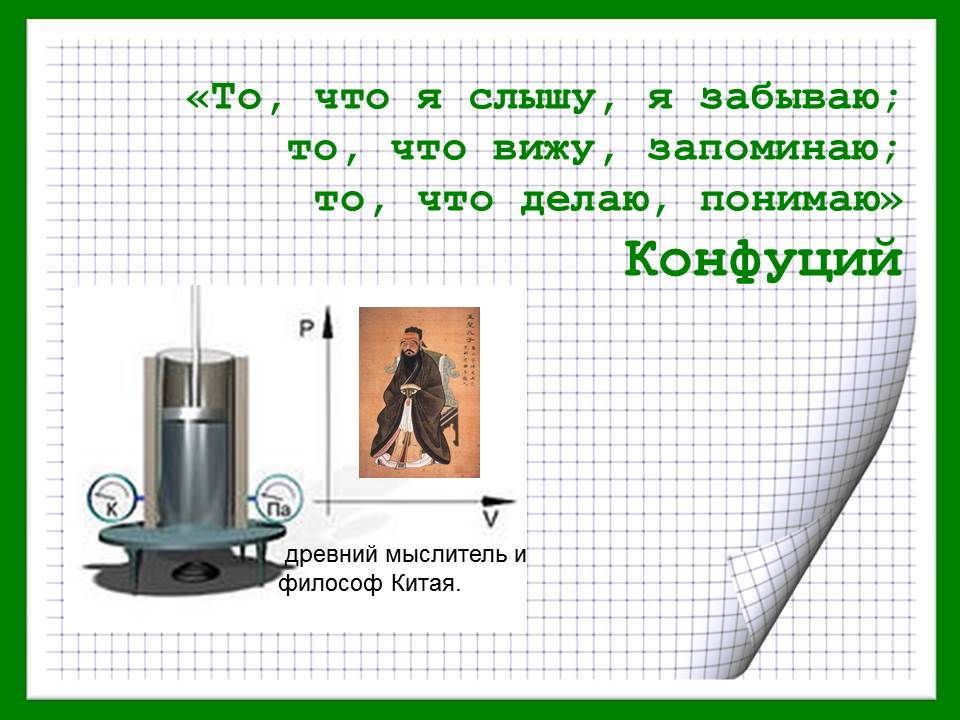 «То, что я слышу, я забываю;
то, что вижу, запоминаю;
то, что делаю, понимаю»
Конфуций
P
К
Па
V
древний мыслитель и
философ Китая.